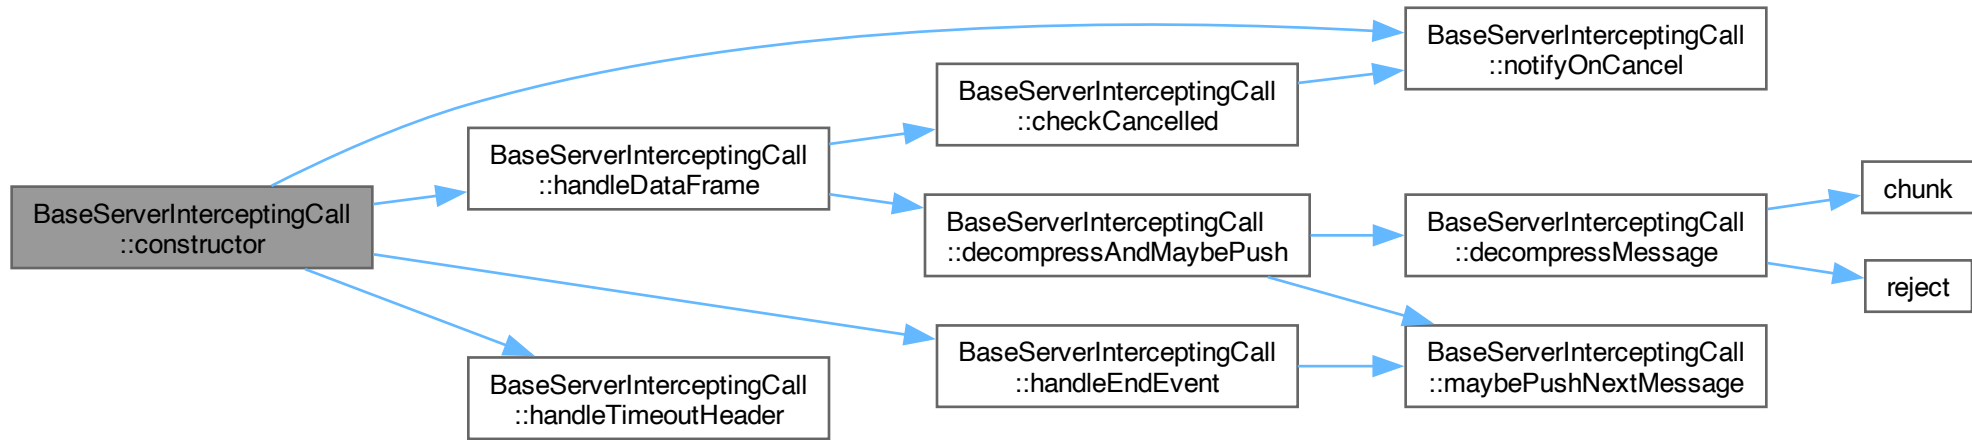 BaseServerInterceptingCall
::constructor
BaseServerInterceptingCall
::handleDataFrame
BaseServerInterceptingCall
::handleTimeoutHeader
BaseServerInterceptingCall
::checkCancelled
BaseServerInterceptingCall
::decompressAndMaybePush
BaseServerInterceptingCall
::handleEndEvent
BaseServerInterceptingCall
::notifyOnCancel
BaseServerInterceptingCall
::decompressMessage
BaseServerInterceptingCall
::maybePushNextMessage
chunk
reject